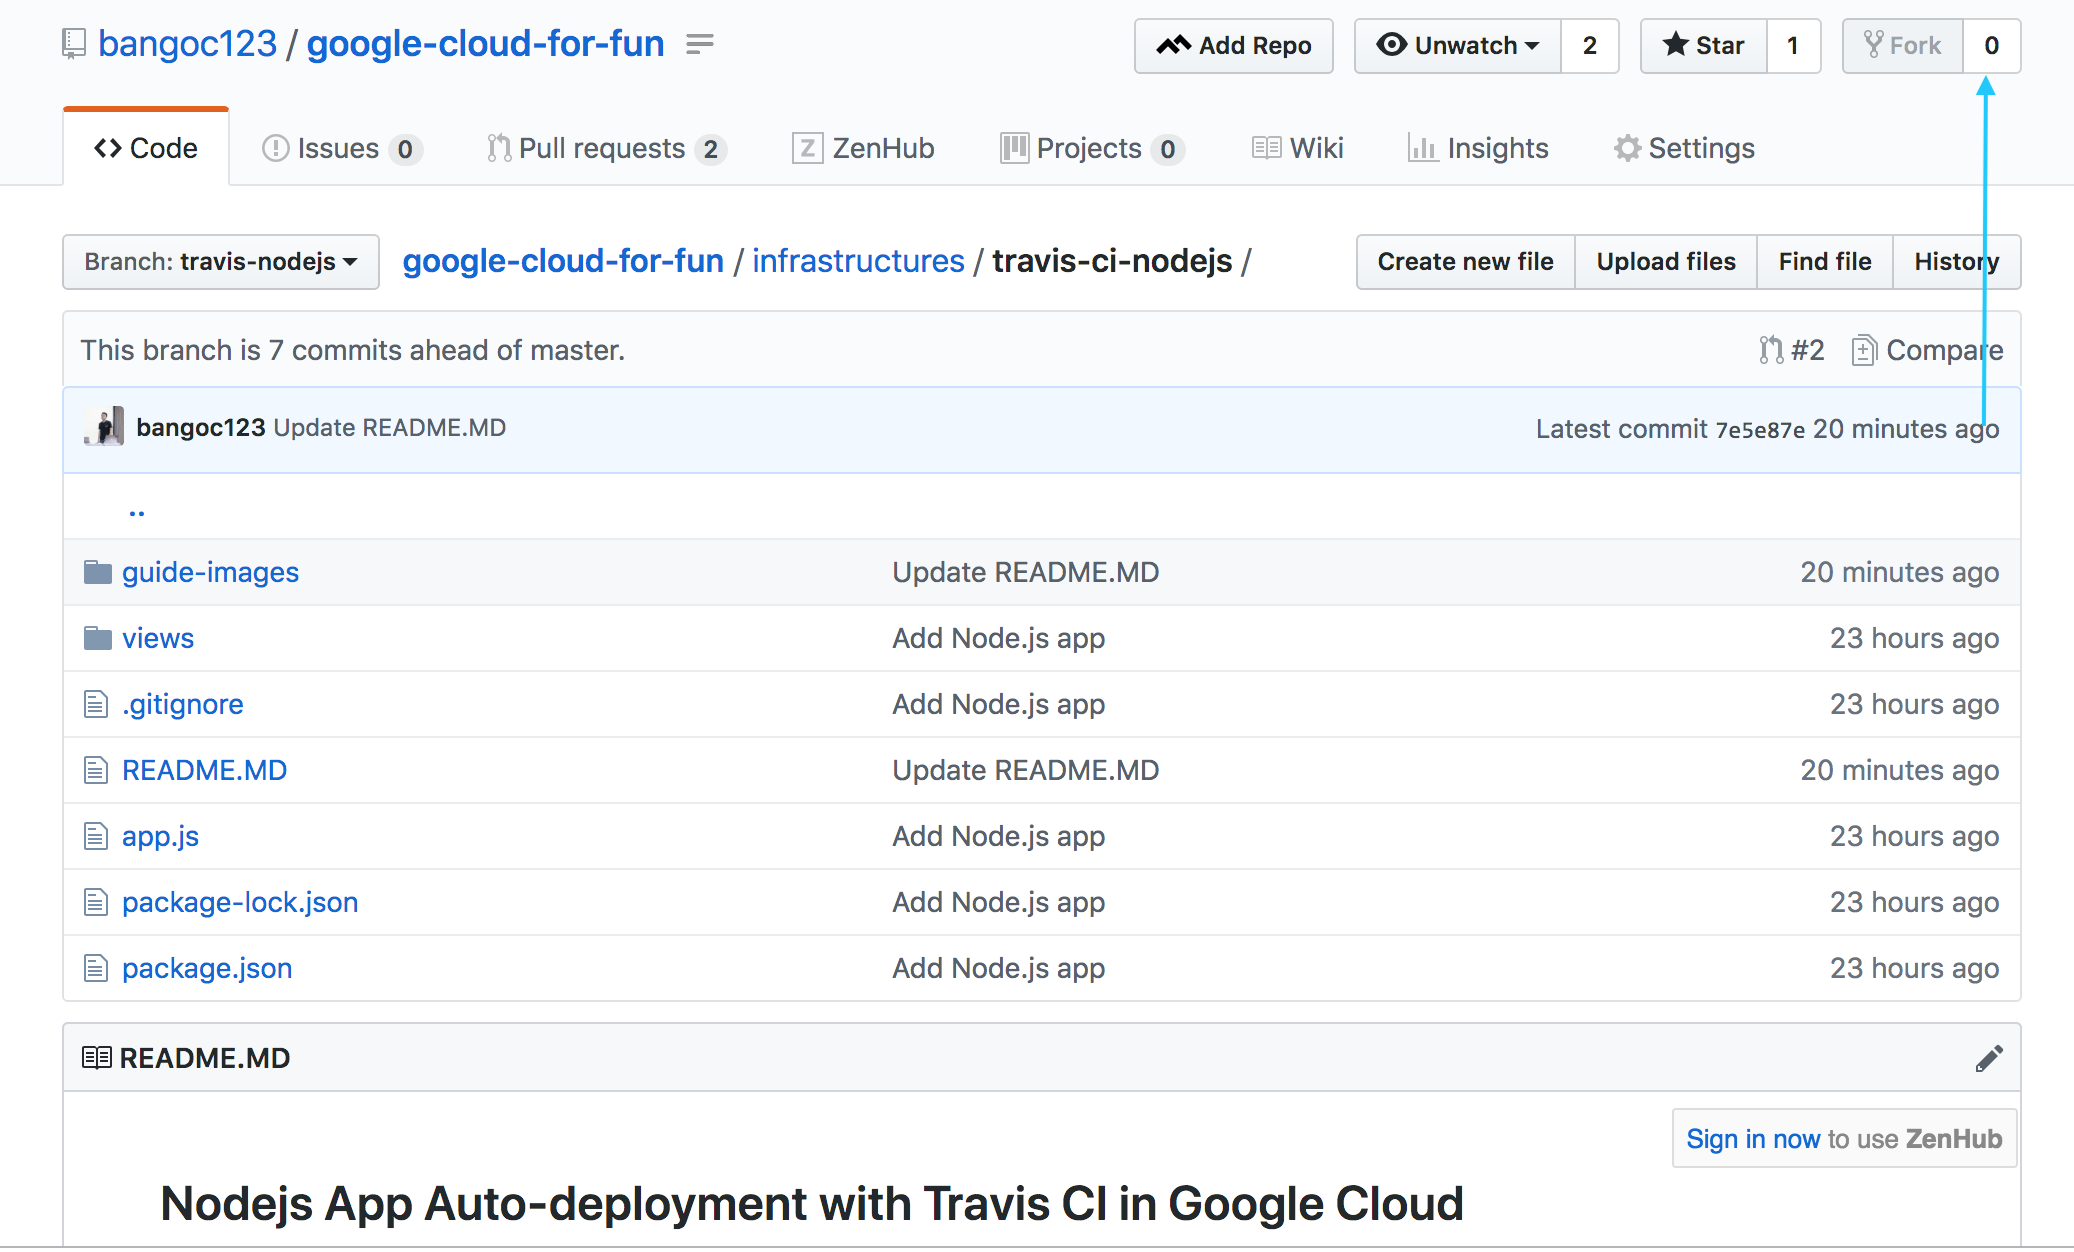 bangoc123 / google-cloud-for-fun
Add Repo
Unwatch 2
Star 1
Fork 0
Code
Issues 0
Pull requests 2
Z ZenHub
Projects 0
Wiki
Insights
Settings
Branch: travis-nodejs
google-cloud-for-fun / infrastructures / travis-ci-nodejs /
Create new file
Upload files
Find file
History
This branch is 7 commits ahead of master.
#2
Compare
bangoc123 Update README.MD
Latest commit 7e5e87e 20 minutes ago
..
guide-images Update README.MD 20 minutes ago
views Add Node.js app 23 hours ago
.gitignore Add Node.js app 23 hours ago
README.MD Update README.MD 20 minutes ago
app.js Add Node.js app 23 hours ago
package-lock.json Add Node.js app 23 hours ago
package.json Add Node.js app 23 hours ago
README.MD
Sign in now to use ZenHub
Nodejs App Auto-deployment with Travis CI in Google Cloud